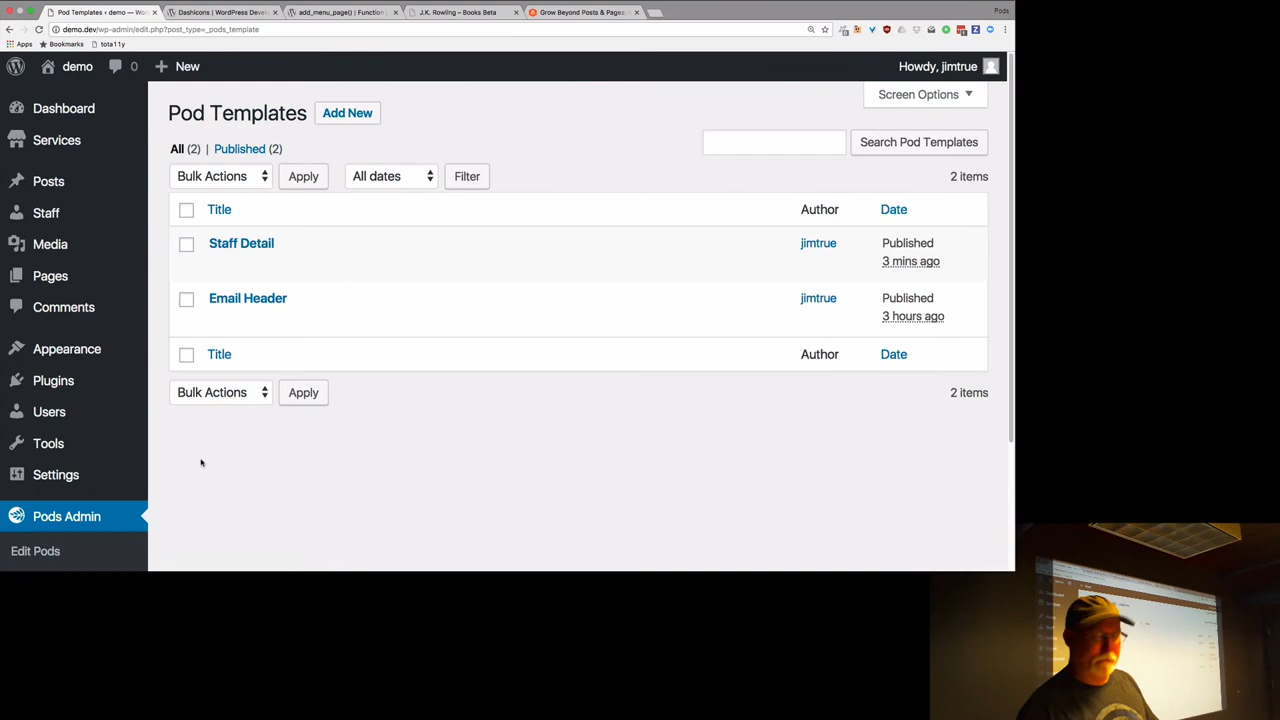 Pod Templates ‹ demo — Wor
Dashicons | WordPress Devel
add_menu_page() | Function
J.K. Rowling – Books Beta
Grow Beyond Posts & Pages:
Pods
demo.dev/wp-admin/edit.php?post_type=_pods_template
Apps
Bookmarks
tota11y
demo
0
New
Howdy, jimtrue
Dashboard
Services
Posts
Staff
Media
Pages
Comments
Appearance
Plugins
Users
Tools
Settings
Pods Admin
Edit Pods
Screen Options
Pod Templates
Add New
All (2) | Published (2)
Search Pod Templates
Bulk Actions
Apply
All dates
Filter
2 items
Title
Author
Date
Staff Detail
jimtrue
Published
3 mins ago
Email Header
jimtrue
Published
3 hours ago
Title
Author
Date
Bulk Actions
Apply
2 items